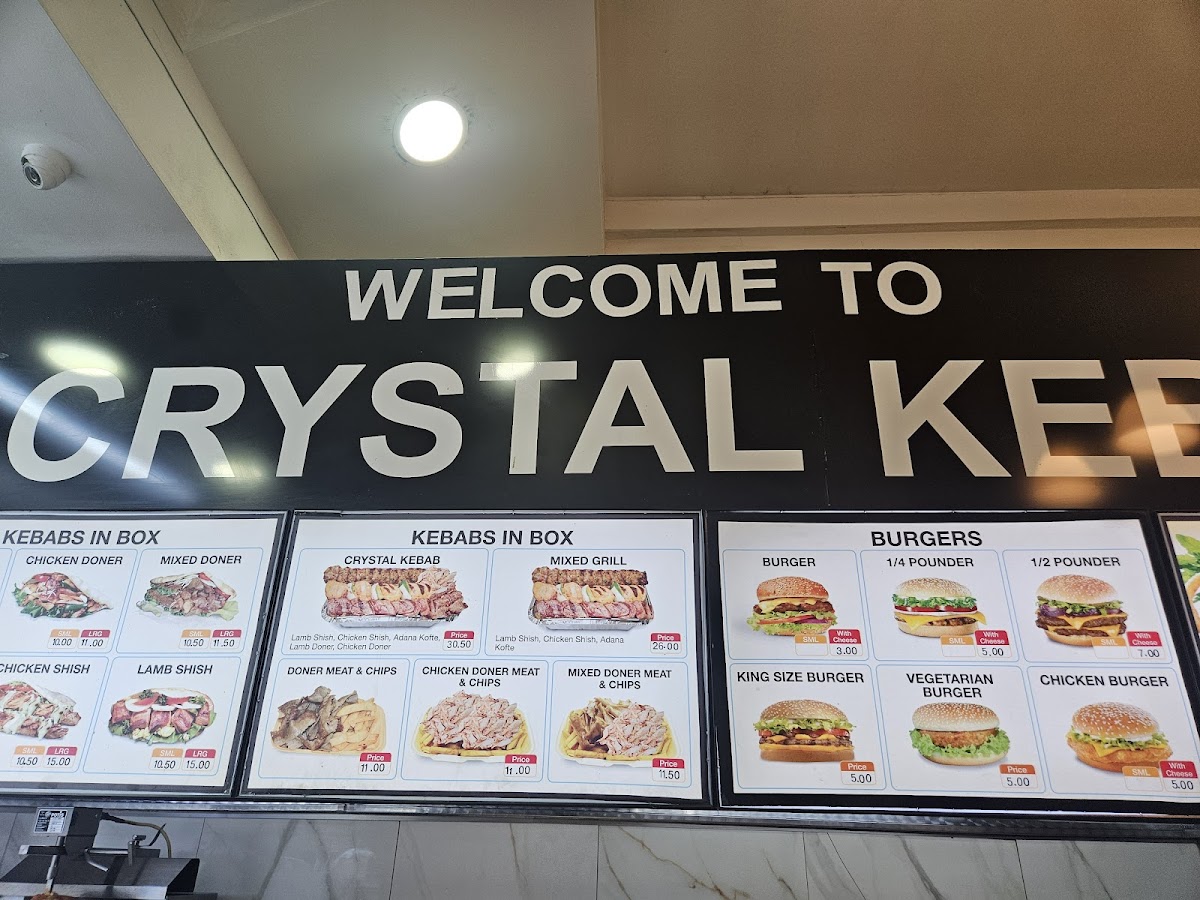 WELCOME TO
CRYSTAL KEB
KEBABS IN BOX
CHICKEN DONER
SML LRG
10.00 11.00
MIXED DONER
SML LRG
10.50 11.50
CHICKEN SHISH
SML LRG
10.50 15.00
LAMB SHISH
SML LRG
10.50 15.00
KEBABS IN BOX
CRYSTAL KEBAB
Lamb Shish, Chicken Shish, Adana Kofte,
Lamb Doner, Chicken Doner
Price
30.50
MIXED GRILL
Lamb Shish, Chicken Shish, Adana
Kofte
Price
26.00
DONER MEAT & CHIPS
Price
11.00
CHICKEN DONER MEAT
& CHIPS
Price
11.00
MIXED DONER MEAT
& CHIPS
Price
11.50
BURGERS
BURGER
SML With
Cheese
3.00
1/4 POUNDER
SML With
Cheese
5.00
1/2 POUNDER
SML With
Cheese
7.00
KING SIZE BURGER
Price
5.00
VEGETARIAN
BURGER
Price
5.00
CHICKEN BURGER
SML With
Cheese
5.00